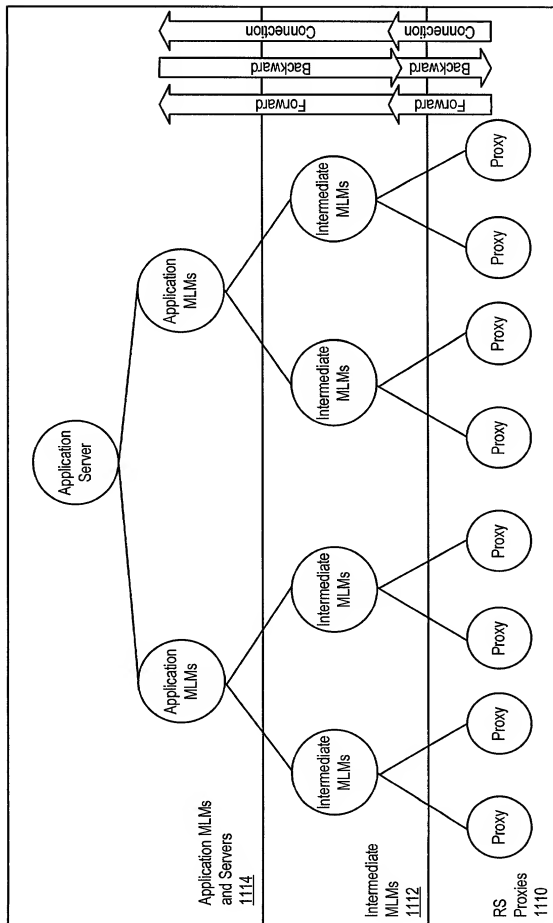 Application
Server
Application
MLMs
Application
MLMs
Application MLMs
and Servers
1114
Intermediate
MLMs
Intermediate
MLMs
Intermediate
MLMs
Intermediate
MLMs
Intermediate
MLMs
1112
Proxy
Proxy
Proxy
Proxy
Proxy
Proxy
Proxy
Proxy
RS
Proxies
1110
Forward
Forward
Backward
Backward
Connection
Connection